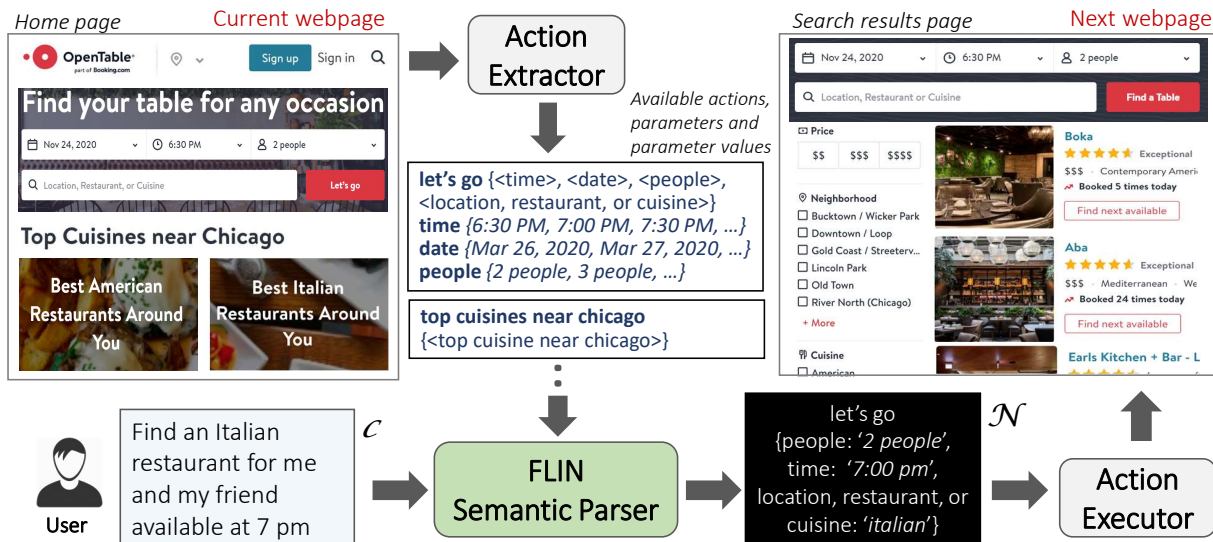 Home page
Current webpage
OpenTable
part of Booking.com
Sign up
Sign in
Find your table for any occasion
Nov 24, 2020
6:30 PM
2 people
Location, Restaurant, or Cuisine
Let's go
Top Cuisines near Chicago
Best American
Restaurants Around
You
Best Italian
Restaurants Around
You
Action
Extractor
Available actions,
parameters and
parameter values
let's go {<time>, <date>, <people>,
<location, restaurant, or cuisine>}
time {6:30 PM, 7:00 PM, 7:30 PM, …}
date {Mar 26, 2020, Mar 27, 2020, …}
people {2 people, 3 people, …}
top cuisines near chicago
{<top cuisine near chicago>}
Search results page
Next webpage
Nov 24, 2020
6:30 PM
2 people
Location, Restaurant or Cuisine
Find a Table
Price
$$
$$$
$$$$
Neighborhood
Bucktown / Wicker Park
Downtown / Loop
Gold Coast / Streeterv...
Lincoln Park
Old Town
River North (Chicago)
+ More
Cuisine
American
Boka
Exceptional
$$$ · Contemporary Ameri
Booked 5 times today
Find next available
Aba
Exceptional
$$$ · Mediterranean · We
Booked 24 times today
Find next available
Earls Kitchen + Bar - L
User
Find an Italian
restaurant for me
and my friend
available at 7 pm
C
FLIN
Semantic Parser
let's go
{people: '2 people',
time: '7:00 pm',
location, restaurant, or
cuisine: 'italian'}
N
Action
Executor